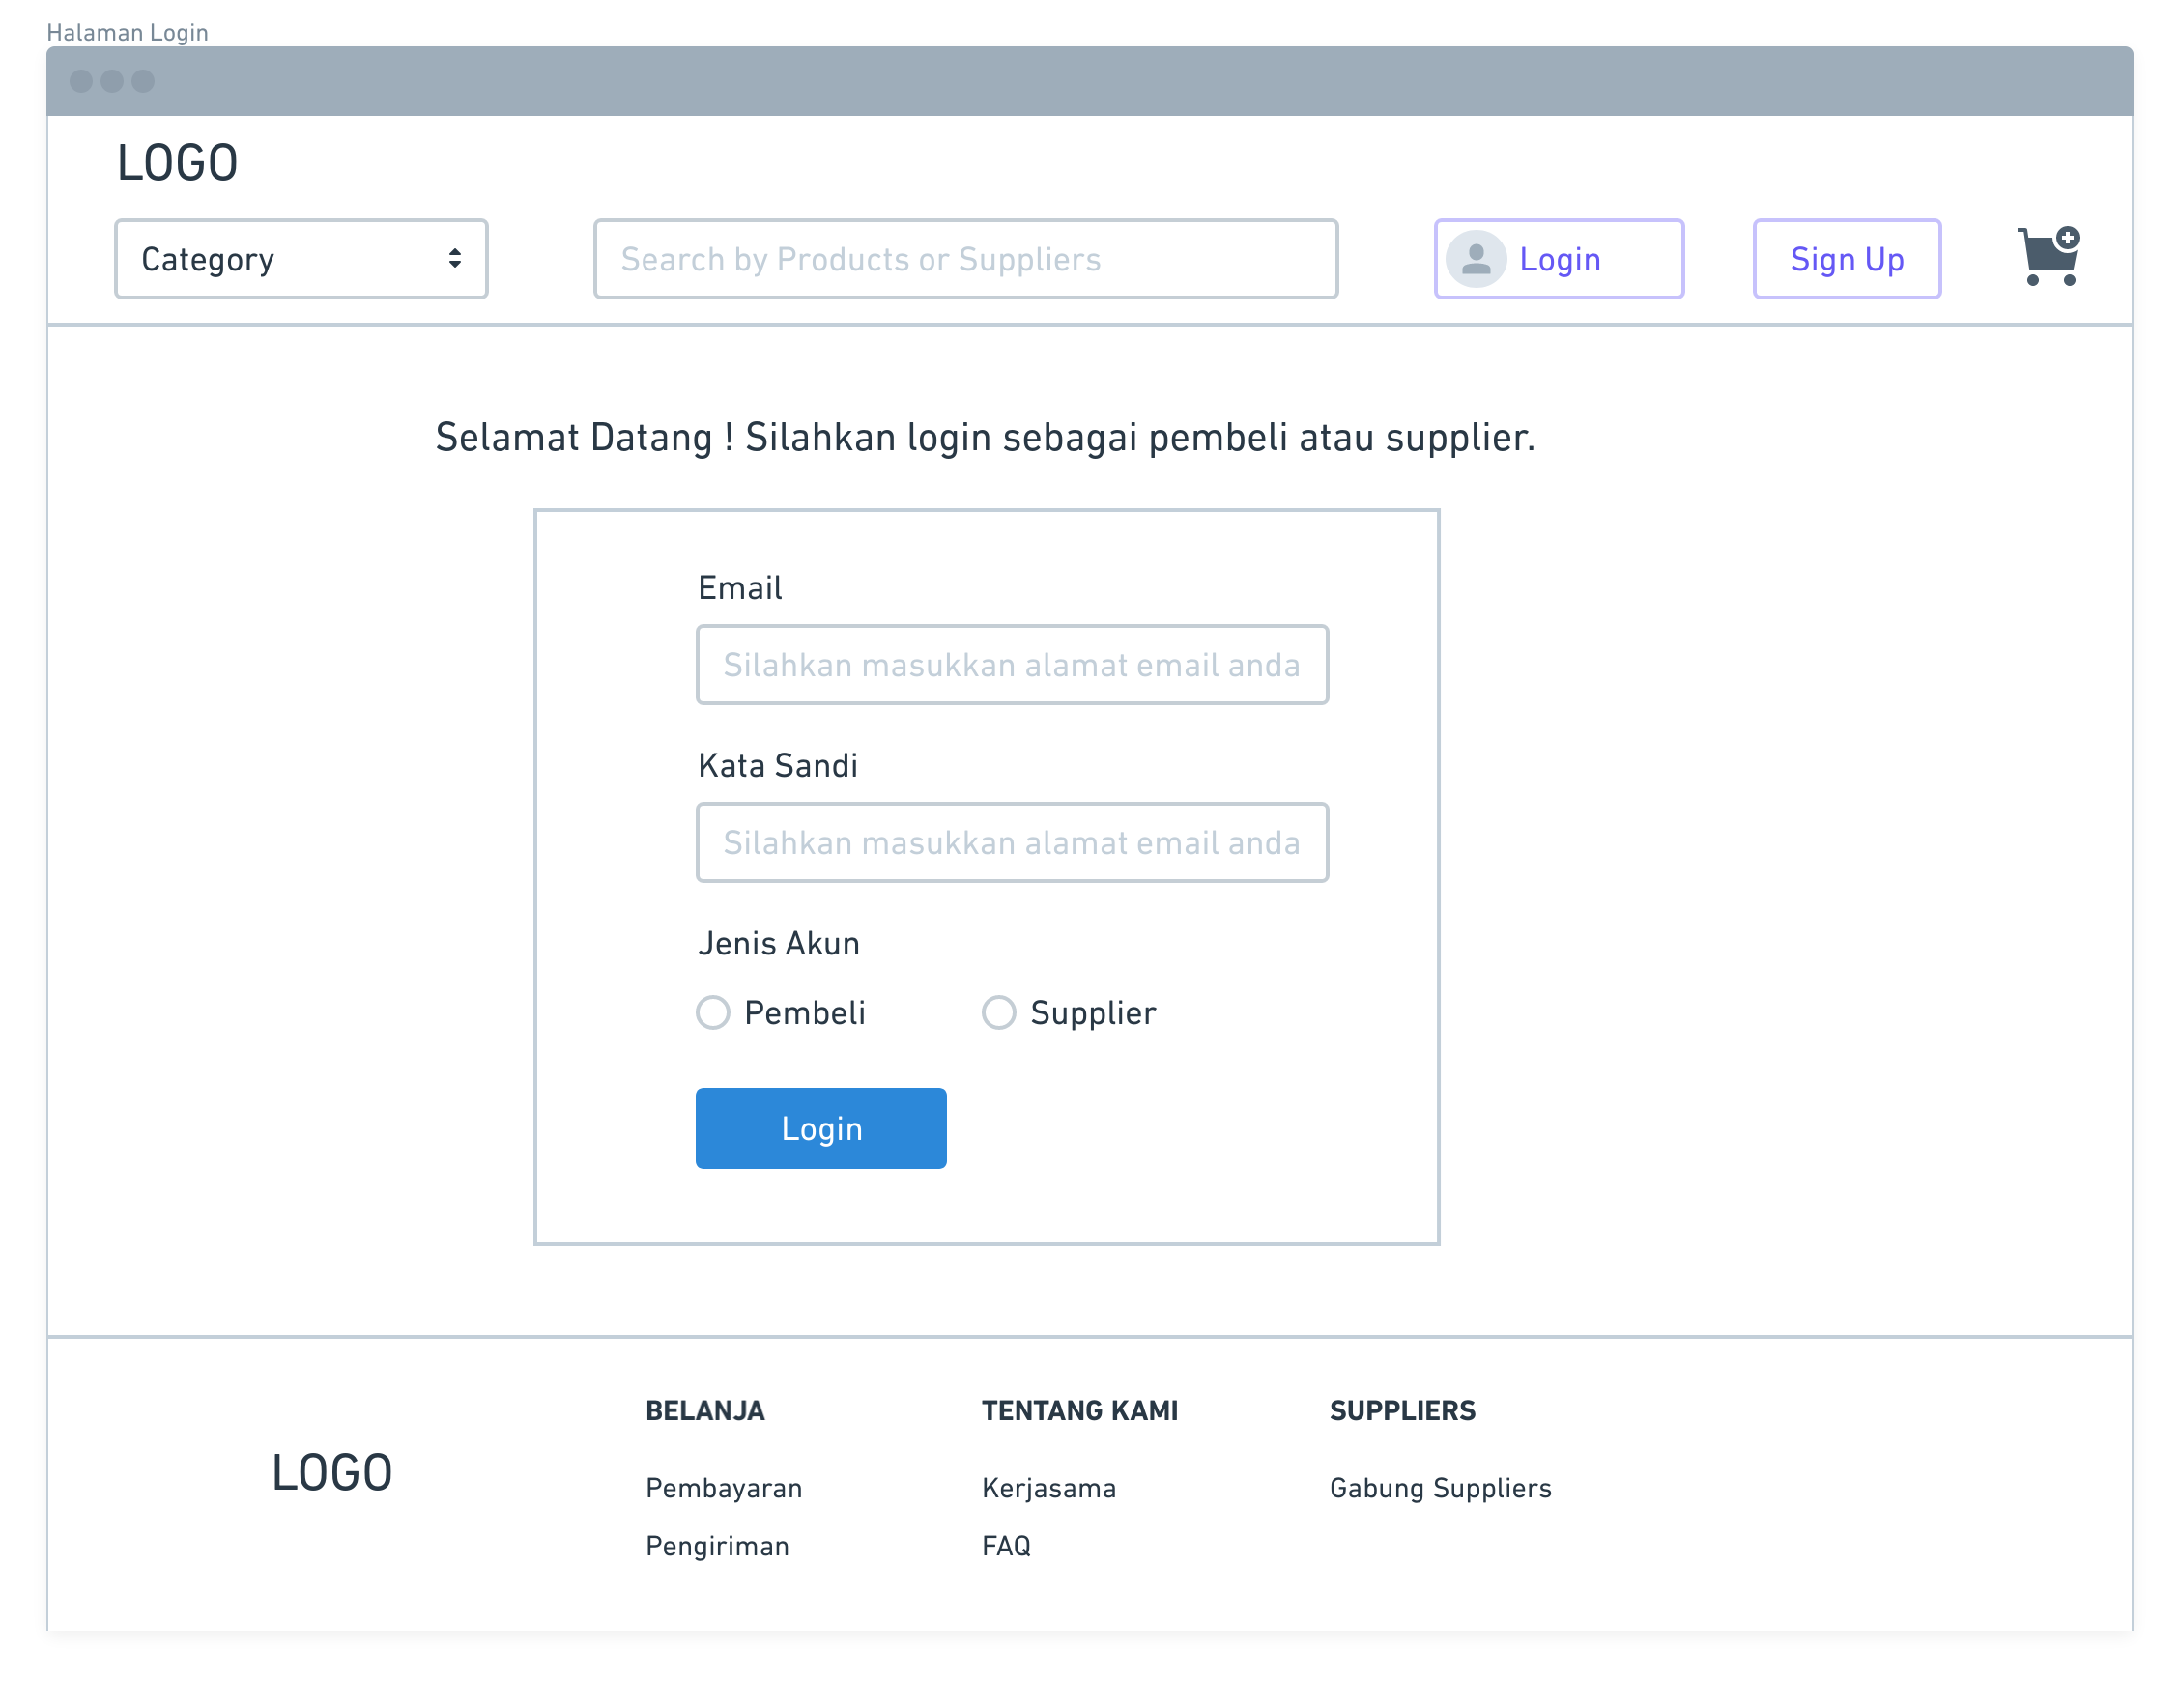 Halaman Login
LOGO
Category
Search by Products or Suppliers
Login
Sign Up
Selamat Datang ! Silahkan login sebagai pembeli atau supplier.
Email
Silahkan masukkan alamat email anda
Kata Sandi
Silahkan masukkan alamat email anda
Jenis Akun
Pembeli
Supplier
Login
LOGO
BELANJA
Pembayaran
Pengiriman
TENTANG KAMI
Kerjasama
FAQ
SUPPLIERS
Gabung Suppliers